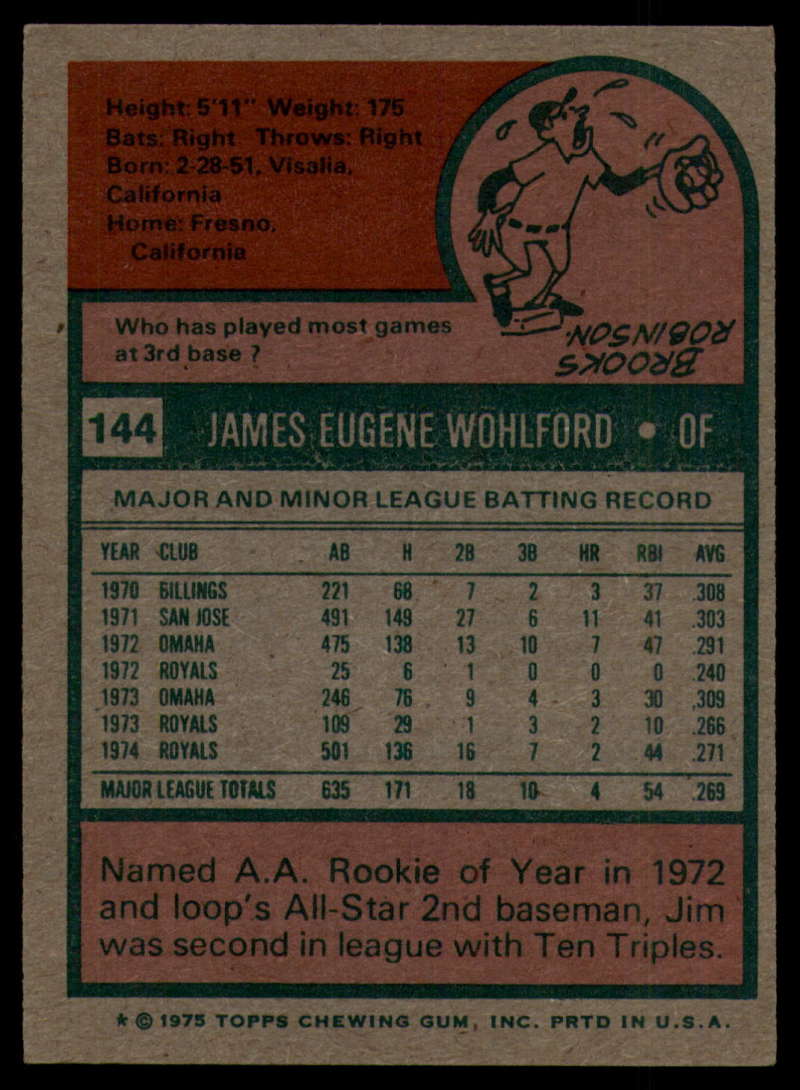 Height: 5'11" Weight: 175
Bats: Right Throws: Right
Born: 2-28-51, Visalia,
California
Home: Fresno,
California
Who has played most games
at 3rd base ?
BROOKS
ROBINSON.
144 JAMES EUGENE WOHLFORD • OF
MAJOR AND MINOR LEAGUE BATTING RECORD
YEAR CLUB AB H 2B 3B HR RBI AVG
1970 BILLINGS 221 68 7 2 3 37 .308
1971 SAN JOSE 491 149 27 6 11 41 .303
1972 OMAHA 475 138 13 10 7 47 .291
1972 ROYALS 25 6 1 0 0 0 .240
1973 OMAHA 246 76 9 4 3 30 .309
1973 ROYALS 109 29 1 3 2 10 .266
1974 ROYALS 501 136 16 7 2 44 .271
MAJOR LEAGUE TOTALS 635 171 18 10 4 54 .269
Named A.A. Rookie of Year in 1972
and loop's All-Star 2nd baseman, Jim
was second in league with Ten Triples.
* © 1975 TOPPS CHEWING GUM, INC. PRTD IN U.S.A.